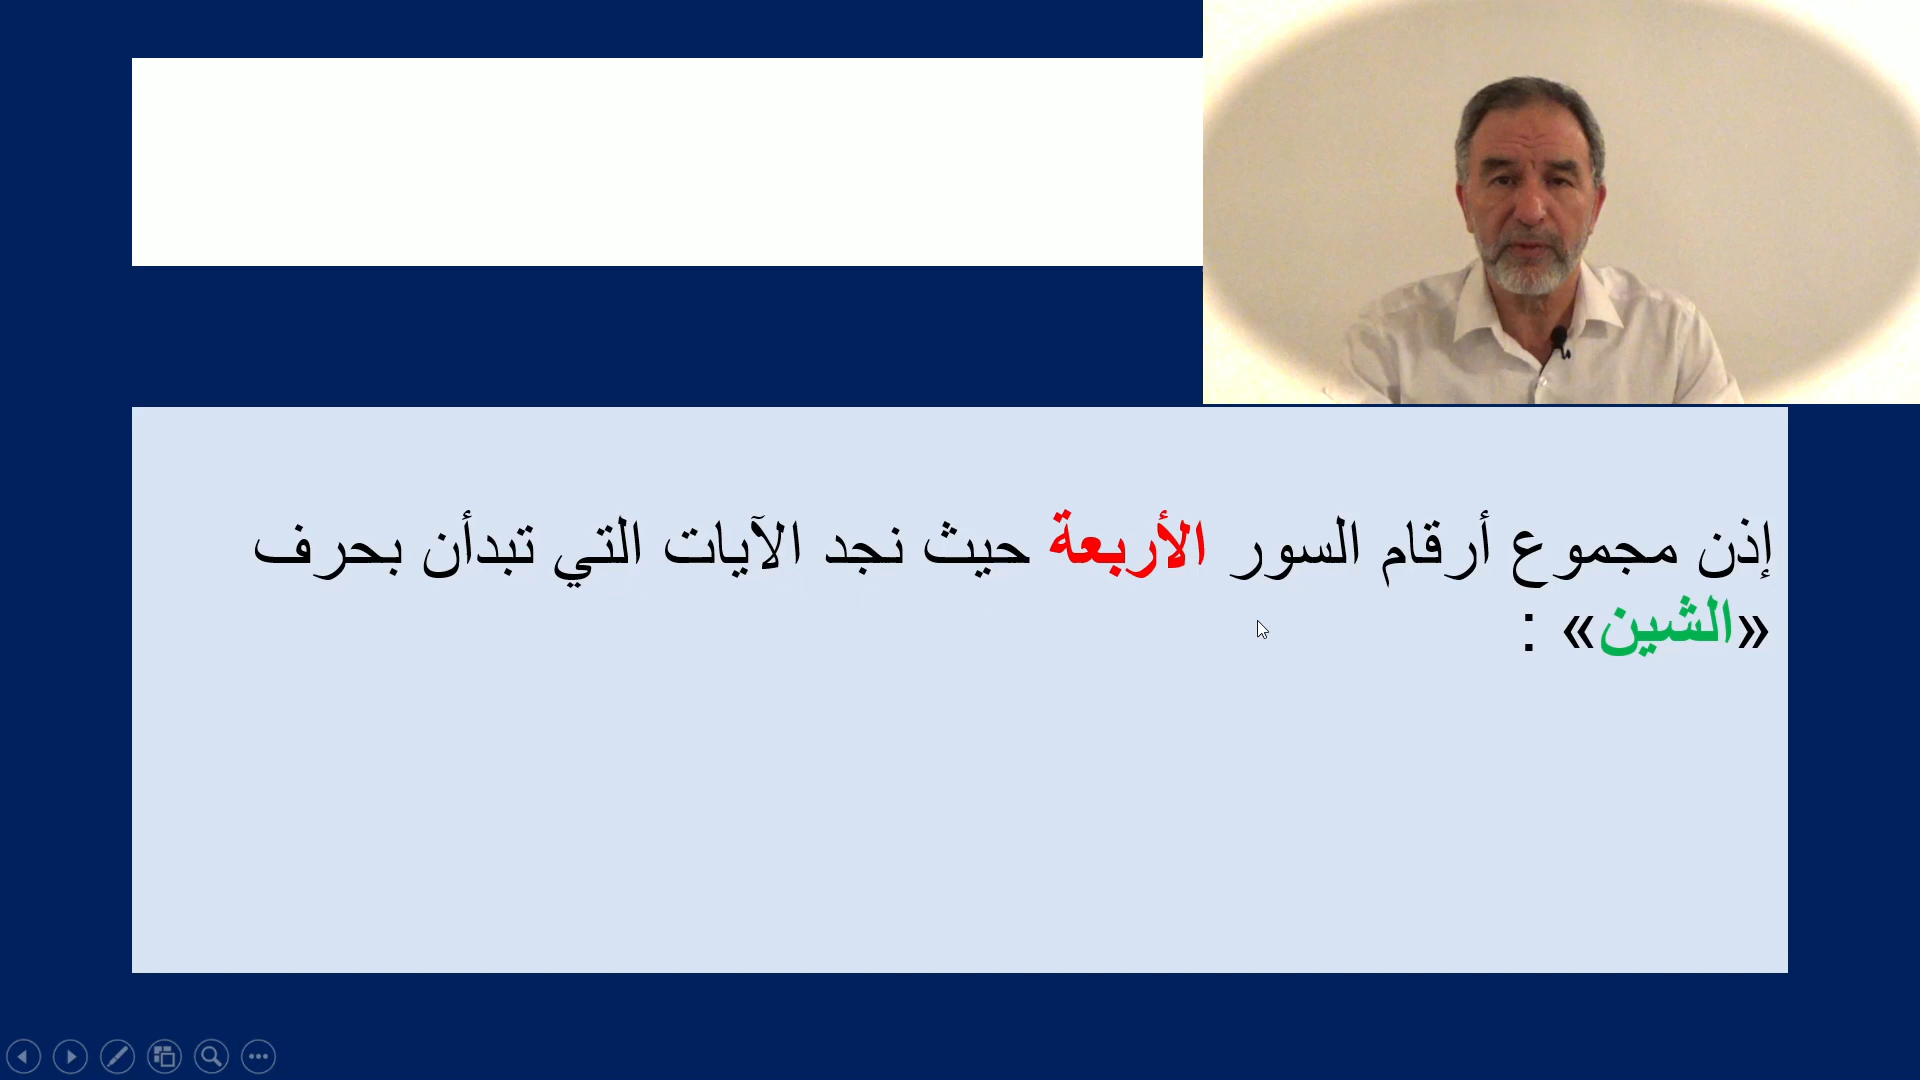 إذن مجموع أرقام السور الأربعة حيث نجد الآيات التي تبدأن بحرف
«الشين» :